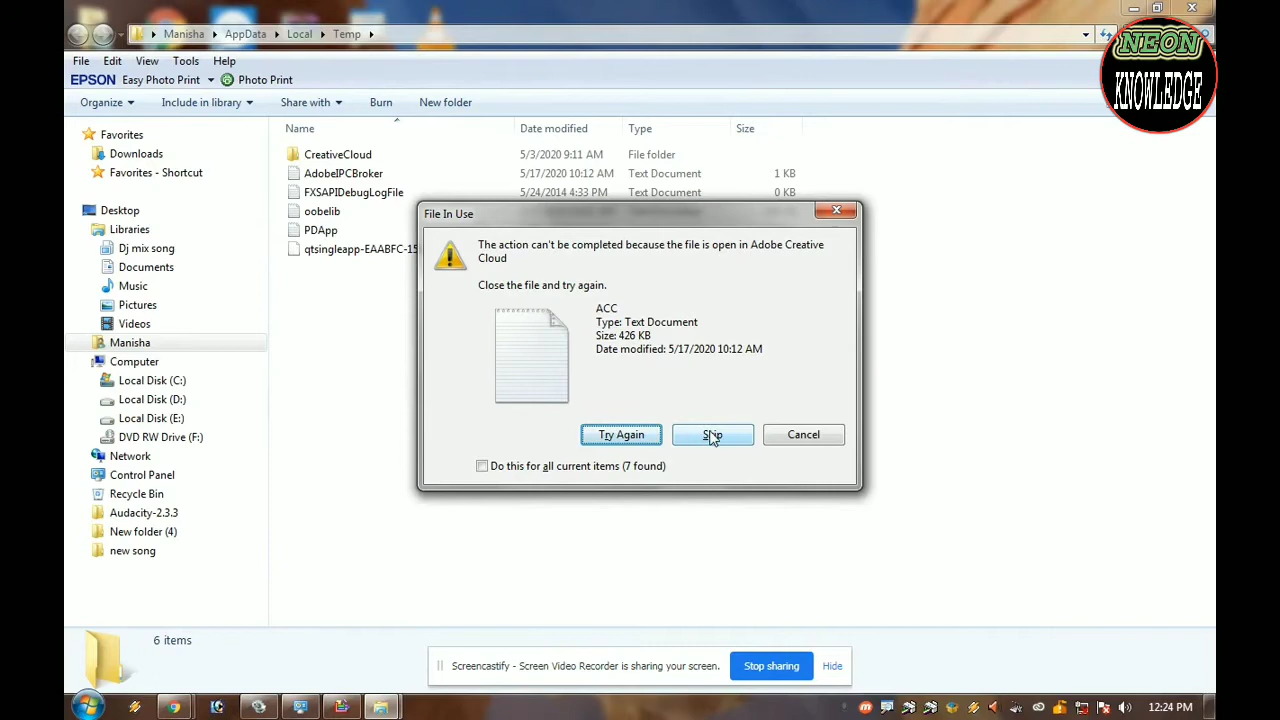 NEON
KNOWLEDGE
Manisha
AppData
Local
Temp
File Edit View Tools Help
EPSON Easy Photo Print Photo Print
Organize Include in library Share with Burn New folder
Name Date modified Type Size
CreativeCloud 5/3/2020 9:11 AM File folder
AdobeIPCBroker 5/17/2020 10:12 AM Text Document 1 KB
FXSAPIDebugLogFile 5/24/2014 4:33 PM Text Document 0 KB
oobelib
PDApp
qtsingleapp-EAABFC-15
Favorites
Downloads
Favorites - Shortcut
Desktop
Libraries
Dj mix song
Documents
Music
Pictures
Videos
Manisha
Computer
Local Disk (C:)
Local Disk (D:)
Local Disk (E:)
DVD RW Drive (F:)
Network
Control Panel
Recycle Bin
Audacity-2.3.3
New folder (4)
new song
File In Use
The action can't be completed because the file is open in Adobe Creative
Cloud
Close the file and try again.
ACC
Type: Text Document
Size: 426 KB
Date modified: 5/17/2020 10:12 AM
Try Again Skip Cancel
Do this for all current items (7 found)
6 items
Screencastify - Screen Video Recorder is sharing your screen. Stop sharing Hide
12:24 PM